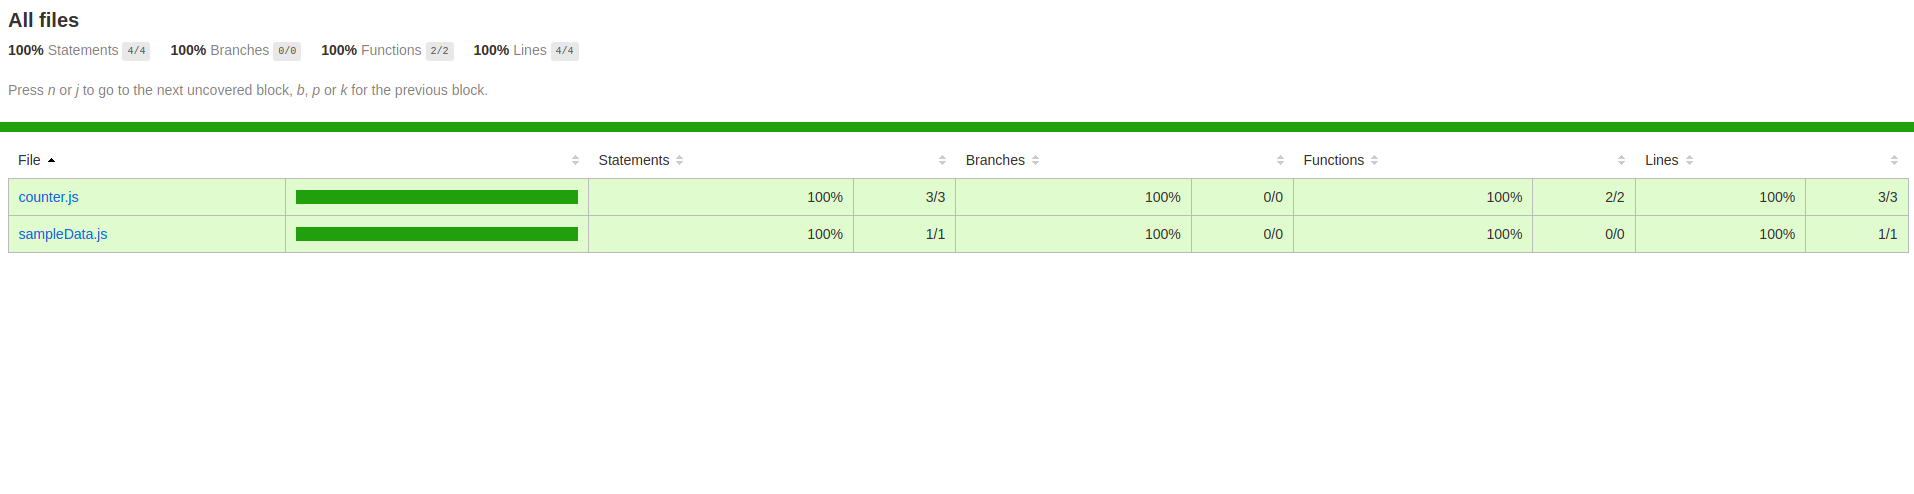 All files
100% Statements 4/4 100% Branches 0/0 100% Functions 2/2 100% Lines 4/4
Press n or j to go to the next uncovered block, b, p or k for the previous block.
File Statements Branches Functions Lines
counter.js 100% 3/3 100% 0/0 100% 2/2 100% 3/3
sampleData.js 100% 1/1 100% 0/0 100% 0/0 100% 1/1